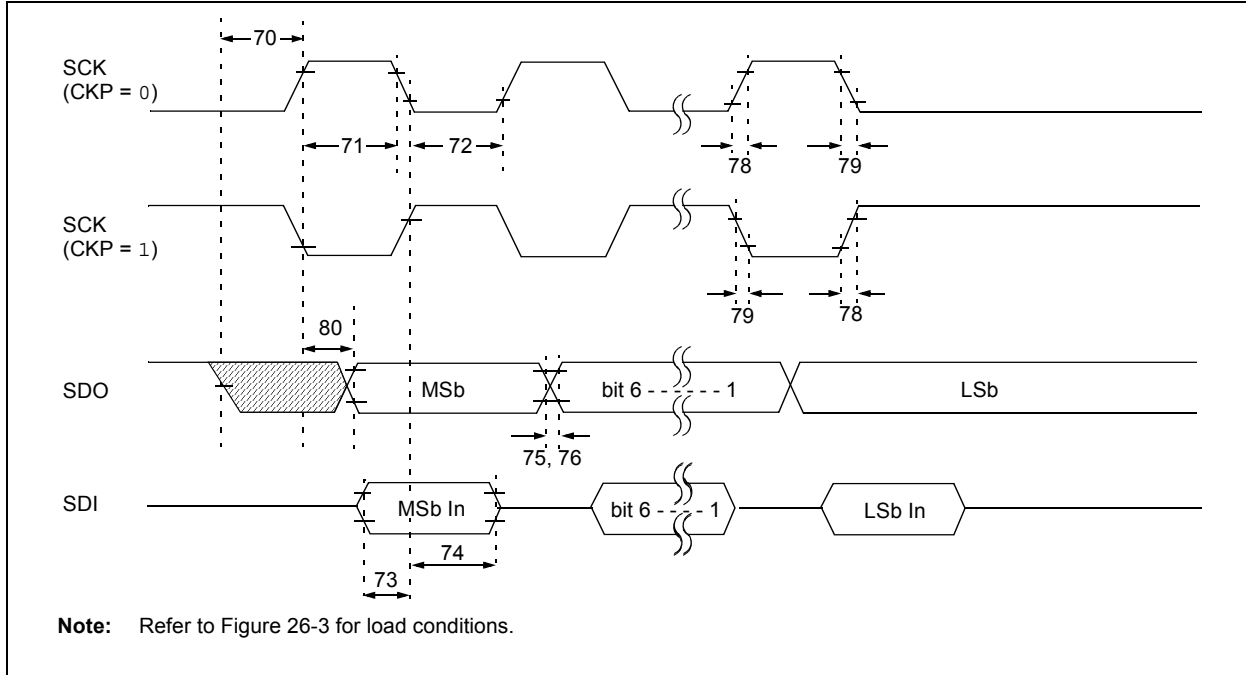 70
SCK
(CKP = 0)
71
72
78
79
SCK
(CKP = 1)
79
78
80
SDO
MSb
bit 6 - - - - - - 1
LSb
75, 76
SDI
MSb In
bit 6 - - - - - 1
LSb In
74
73
Note: Refer to Figure 26-3 for load conditions.